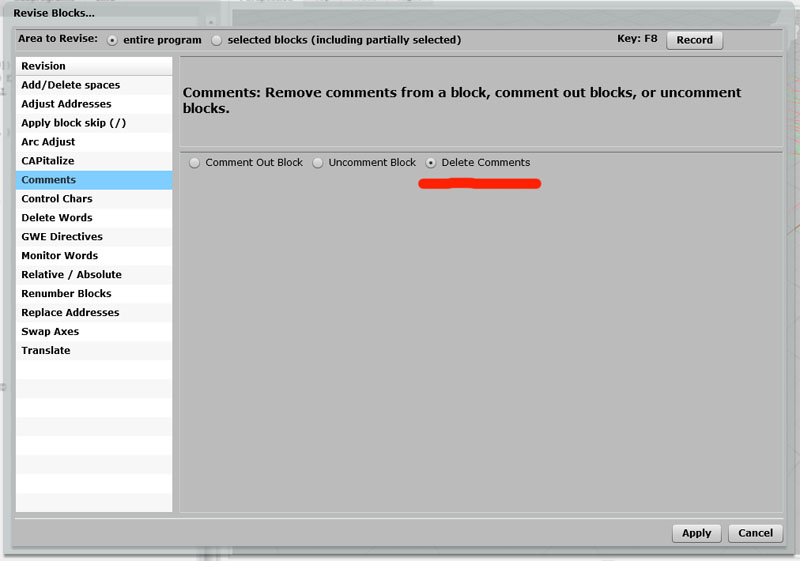 Revise Blocks...
Area to Revise: entire program selected blocks (including partially selected) Key: F8 Record
Revision
Add/Delete spaces
Adjust Addresses
Apply block skip (/)
Arc Adjust
CAPitalize
Comments
Control Chars
Delete Words
GWE Directives
Monitor Words
Relative / Absolute
Renumber Blocks
Replace Addresses
Swap Axes
Translate
Comments: Remove comments from a block, comment out blocks, or uncomment
blocks.
Comment Out Block Uncomment Block Delete Comments
Apply Cancel